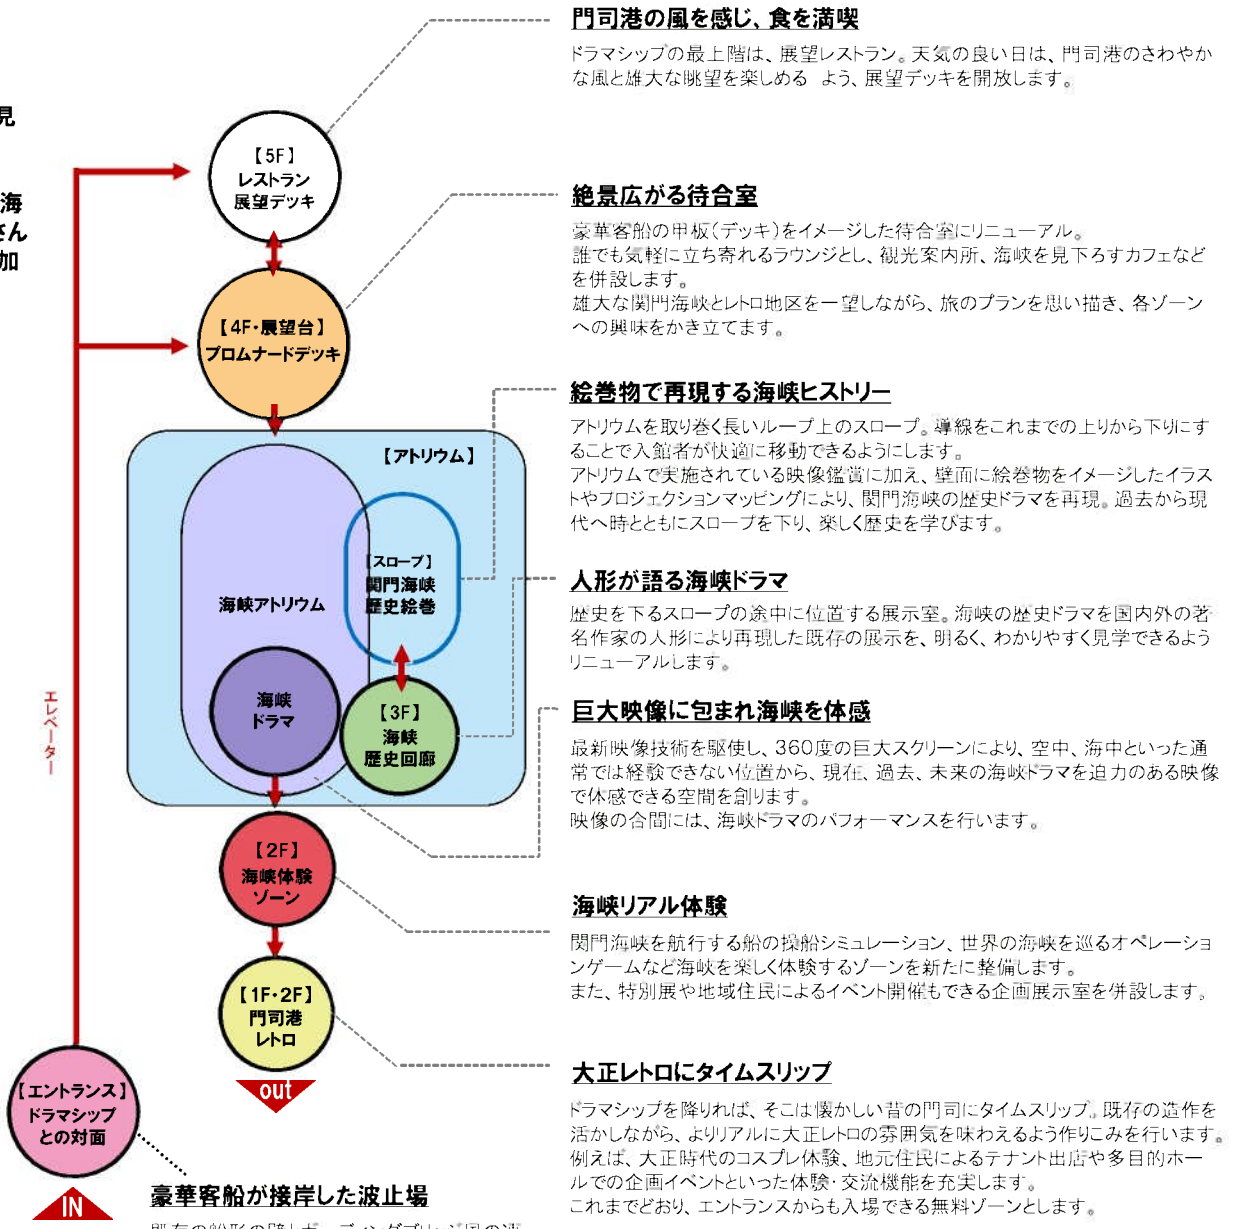 門司港の風を感じ、食を満喫
ドラマシップの最上階は、展望レストラン。天気の良い日は、門司港のさわやか
な風と雄大な眺望を楽しめる よう、展望デッキを開放します。
見
海
さん
加
【5F】
レストラン
展望デッキ
絶景広がる待合室
豪華客船の甲板（デッキ）をイメージした待合室にリニューアル。
誰でも気軽に立ち寄れるラウンジとし、観光案内所、海峡を見下ろすカフェなど
を併設します。
雄大な関門海峡とレトロ地区を一望しながら、旅のプランを思い描き、各ゾーン
への興味をかき立てます。
【4F・展望台】
プロムナードデッキ
絵巻物で再現する海峡ヒストリー
アトリウムを取り巻く長いループ上のスロープ。導線をこれまでの上りから下りにす
ることで入館者が快適に移動できるようにします。
アトリウムで実施されている映像鑑賞に加え、壁面に絵巻物をイメージしたイラス
トやプロジェクションマッピングにより、関門海峡の歴史ドラマを再現。過去から現
代へ時とともにスロープを下り、楽しく歴史を学びます。
【アトリウム】
【スロープ】
関門海峡
歴史絵巻
海峡アトリウム
人形が語る海峡ドラマ
歴史を下るスロープの途中に位置する展示室。海峡の歴史ドラマを国内外の著
名作家の人形により再現した既存の展示を、明るく、わかりやすく見学できるよう
リニューアルします。
海峡
ドラマ
【3F】
海峡
歴史回廊
エレベーター
巨大映像に包まれ海峡を体感
最新映像技術を駆使し、360度の巨大スクリーンにより、空中、海中といった通
常では経験できない位置から、現在、過去、未来の海峡ドラマを迫力のある映像
で体感できる空間を創ります。
映像の合間には、海峡ドラマのパフォーマンスを行います。
【2F】
海峡体験
ゾーン
海峡リアル体験
関門海峡を航行する船の操船シミュレーション、世界の海峡を巡るオペレーショ
ンゲームなど海峡を楽しく体験するゾーンを新たに整備します。
また、特別展や地域住民によるイベント開催もできる企画展示室を併設します。
【1F・2F】
門司港
レトロ
out
大正レトロにタイムスリップ
ドラマシップを降りれば、そこは懐かしい昔の門司にタイムスリップ。既存の造作を
活かしながら、よりリアルに大正レトロの雰囲気を味わえるよう作りこみを行います。
例えば、大正時代のコスプレ体験、地元住民によるテナント出店や多目的ホー
ルでの企画イベントといった体験・交流機能を充実します。
これまでどおり、エントランスからも入場できる無料ゾーンとします。
【エントランス】
ドラマシップ
との対面
IN
豪華客船が接岸した波止場